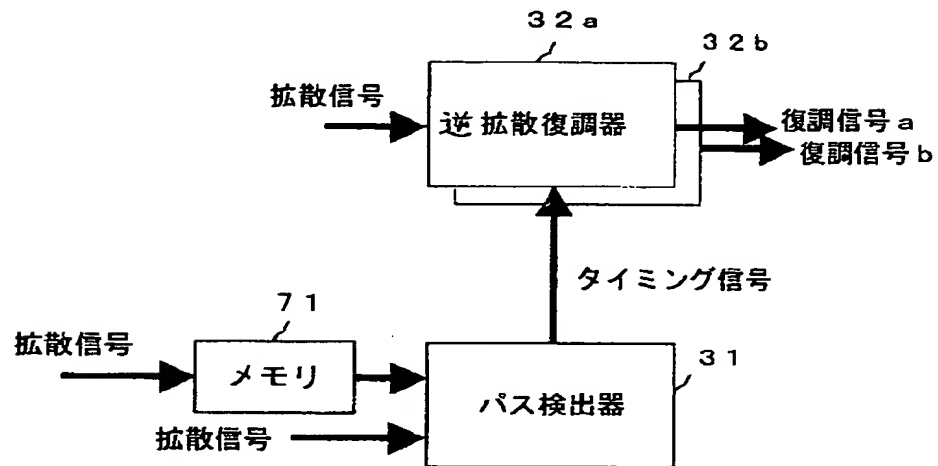 32a
32b
拡散信号
逆拡散復調器
復調信号a
復調信号b
タイミング信号
71
拡散信号
メモリ
31
パス検出器
拡散信号